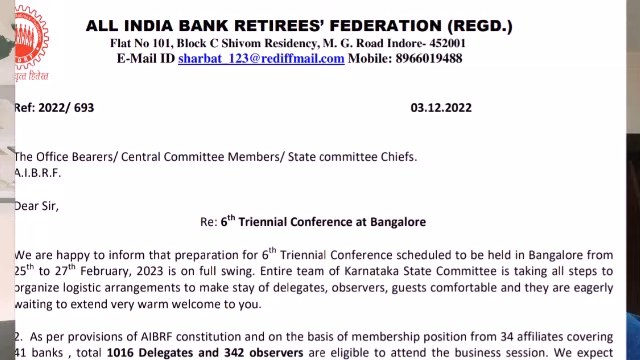 ALL INDIA BANK RETIREES' FEDERATION (REGD.)
Flat No 101, Block C Shivom Residency, M. G. Road Indore- 452001
E-Mail ID sharbat_123@rediffmail.com Mobile: 8966019488
Ref: 2022/ 693 03.12.2022
The Office Bearers/ Central Committee Members/ State committee Chiefs.
A.I.B.R.F.
Dear Sir,
Re: 6th Triennial Conference at Bangalore
We are happy to inform that preparation for 6th Triennial Conference scheduled to be held in Bangalore from
25th to 27th February, 2023 is on full swing. Entire team of Karnataka State Committee is taking all steps to
organize logistic arrangements to make stay of delegates, observers, guests comfortable and they are eagerly
waiting to extend very warm welcome to you.
2. As per provisions of AIBRF constitution and on the basis of membership position from 34 affiliates covering
41 banks , total 1016 Delegates and 342 observers are eligible to attend the business session. We expect